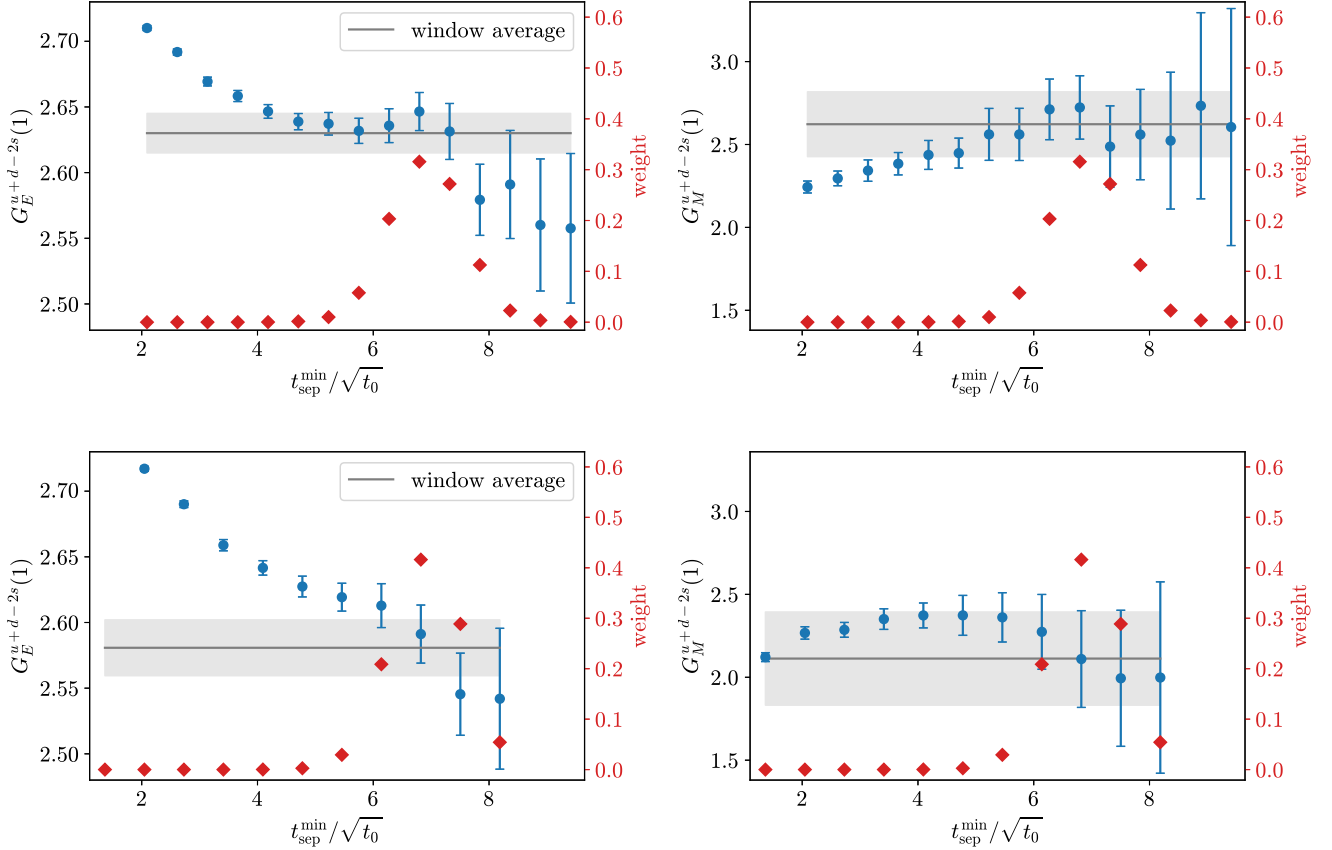 2.70
2.65
2.60
2.55
2.50
G_E^{u+d−2s}(1)
window average
0.6
0.5
0.4
0.3
0.2
0.1
0.0
weight
2 4 6 8
t_sep^min/√t_0
3.0
2.5
2.0
1.5
G_M^{u+d−2s}(1)
0.6
0.5
0.4
0.3
0.2
0.1
0.0
weight
2 4 6 8
t_sep^min/√t_0
2.70
2.65
2.60
2.55
2.50
G_E^{u+d−2s}(1)
window average
0.6
0.5
0.4
0.3
0.2
0.1
0.0
weight
2 4 6 8
t_sep^min/√t_0
3.0
2.5
2.0
1.5
G_M^{u+d−2s}(1)
0.6
0.5
0.4
0.3
0.2
0.1
0.0
weight
2 4 6 8
t_sep^min/√t_0